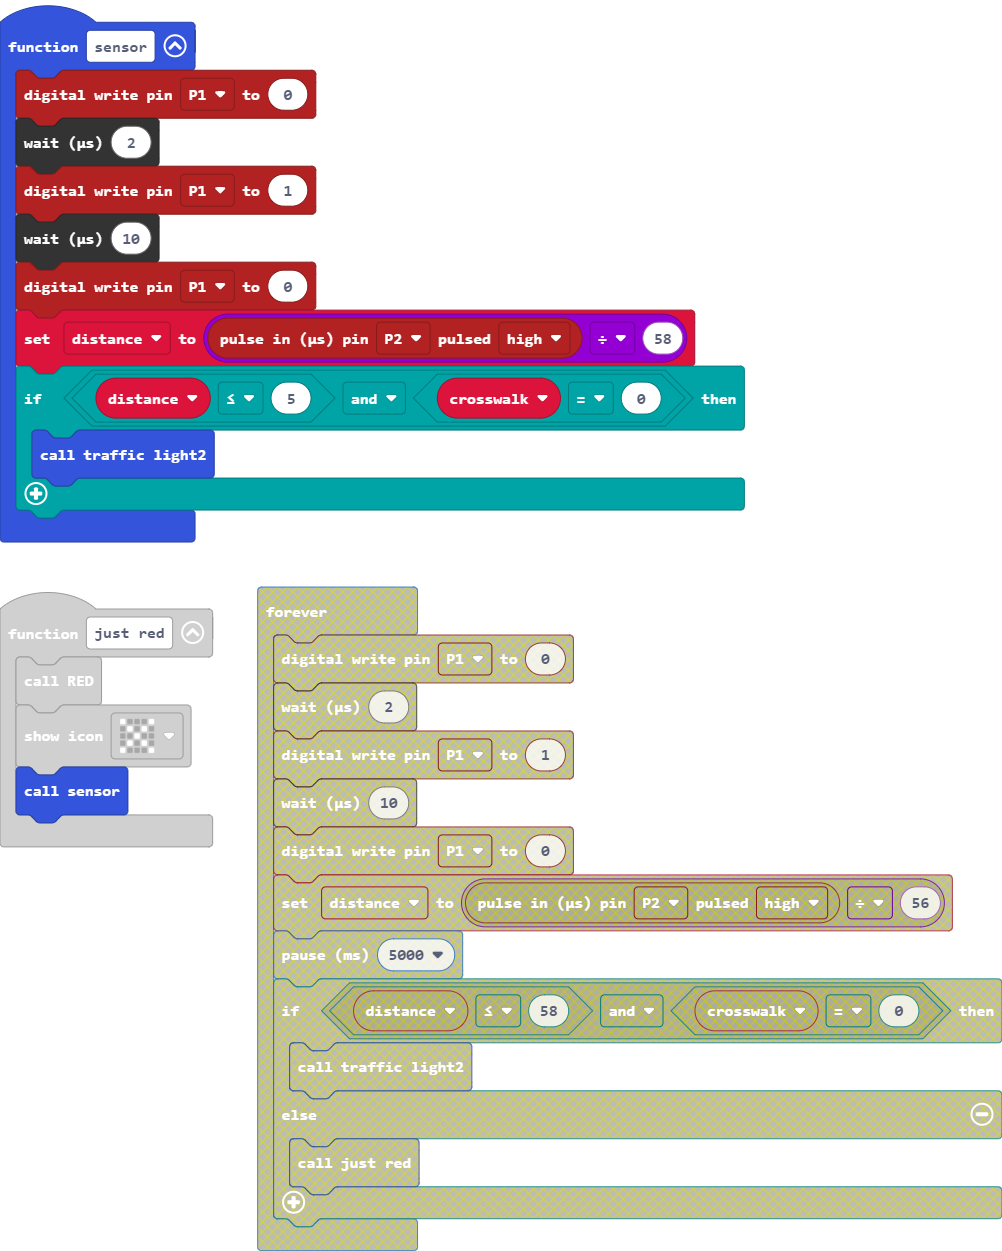 function sensor
digital write pin P1 to 0
wait (µs) 2
digital write pin P1 to 1
wait (µs) 10
digital write pin P1 to 0
set distance to pulse in (µs) pin P2 pulsed high ÷ 58
if distance ≤ 5 and crosswalk = 0 then
call traffic light2
function just red
call RED
show icon
call sensor
forever
digital write pin P1 to 0
wait (µs) 2
digital write pin P1 to 1
wait (µs) 10
digital write pin P1 to 0
set distance to pulse in (µs) pin P2 pulsed high ÷ 56
pause (ms) 5000
if distance ≤ 58 and crosswalk = 0 then
call traffic light2
else
call just red